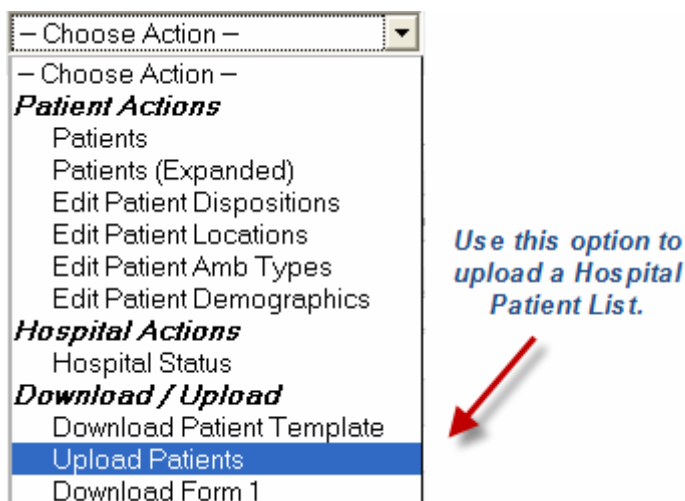 – Choose Action –
– Choose Action –
Patient Actions
Patients
Patients (Expanded)
Edit Patient Dispositions
Edit Patient Locations
Edit Patient Amb Types
Edit Patient Demographics
Hospital Actions
Hospital Status
Download / Upload
Download Patient Template
Upload Patients
Download Form 1
Use this option to
upload a Hospital
Patient List.